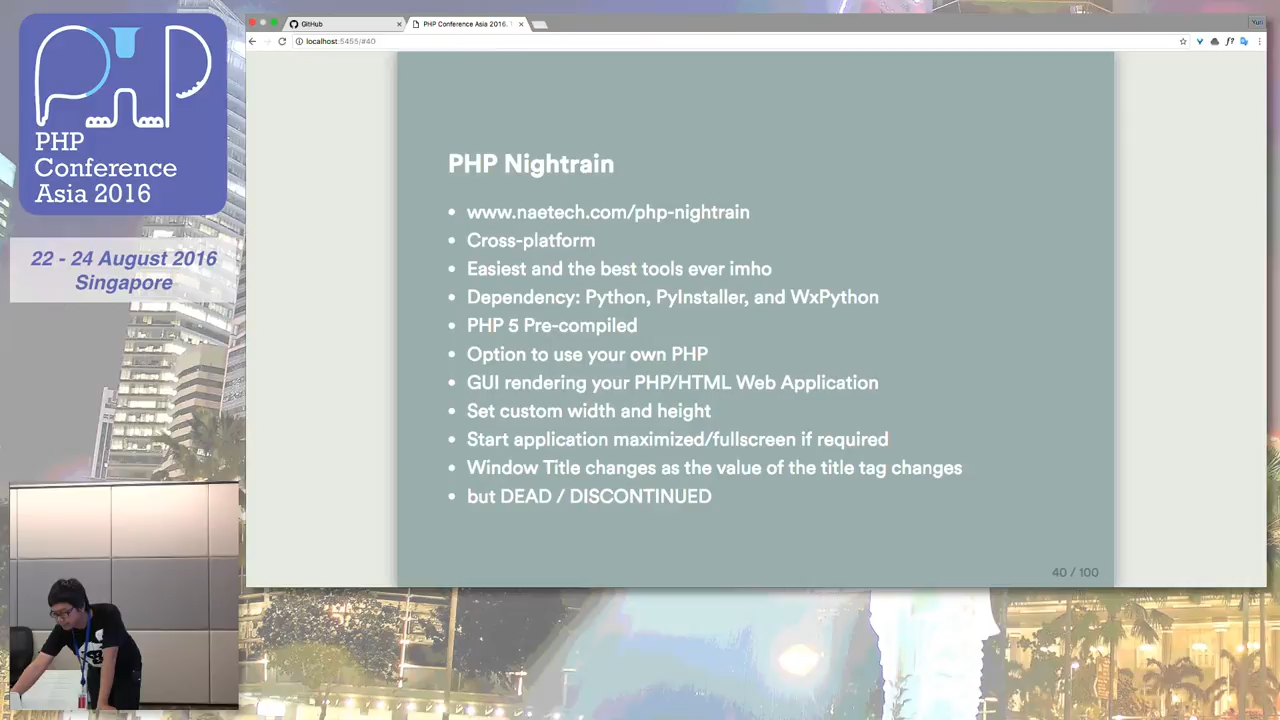 PHP
Conference
Asia 2016
22 - 24 August 2016
Singapore
GitHub
PHP Conference Asia 2016.
Yuri
localhost:5455/#40
f?
PHP Nightrain
• www.naetech.com/php-nightrain
• Cross-platform
• Easiest and the best tools ever imho
• Dependency: Python, PyInstaller, and WxPython
• PHP 5 Pre-compiled
• Option to use your own PHP
• GUI rendering your PHP/HTML Web Application
• Set custom width and height
• Start application maximized/fullscreen if required
• Window Title changes as the value of the title tag changes
• but DEAD / DISCONTINUED
40 / 100